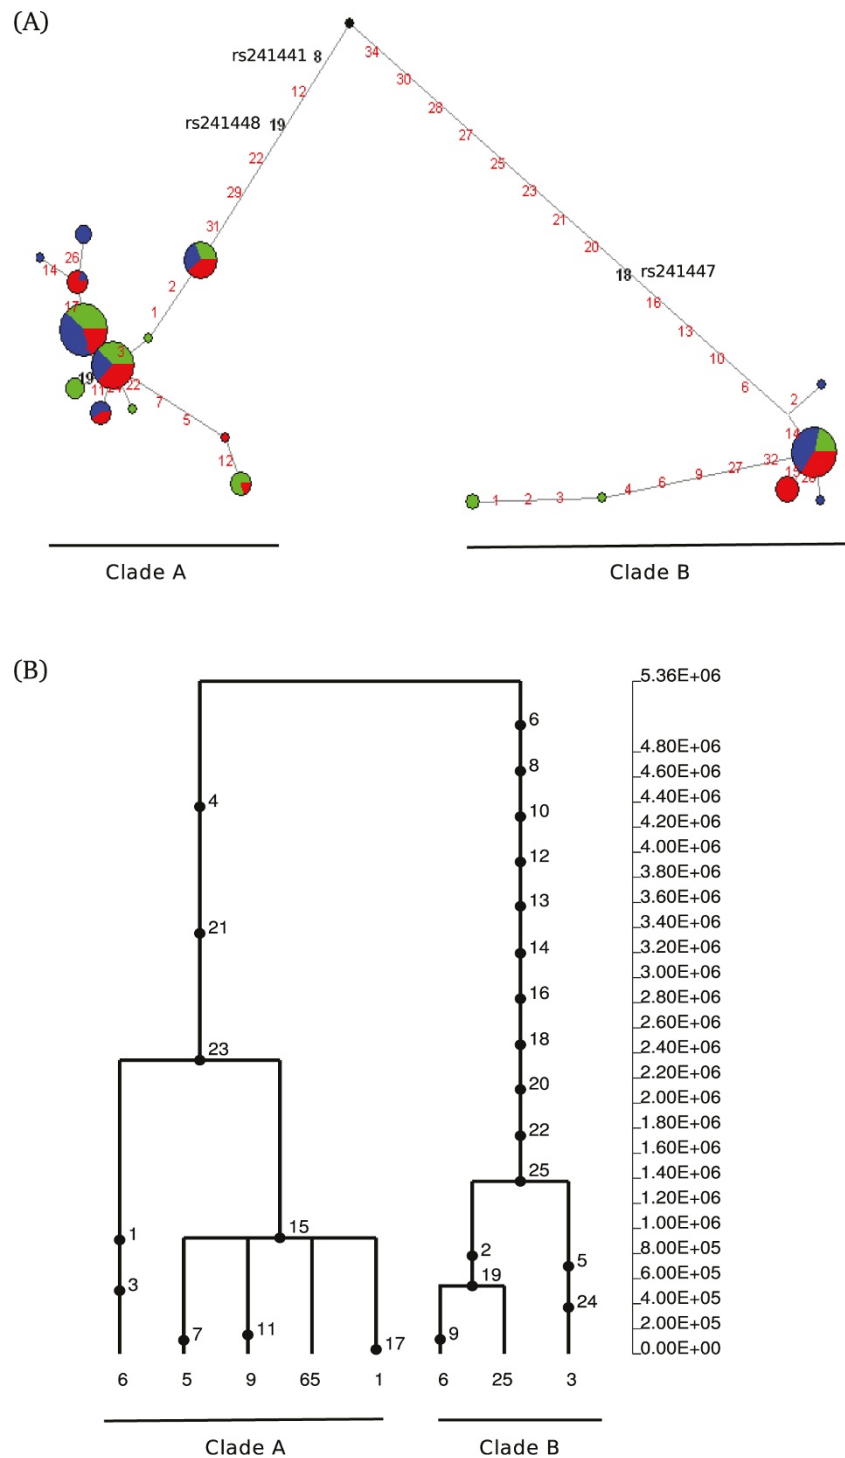 (A)
rs241441 8
34
30
12
28
rs241448 19
27
22
25
29
23
31
21
20
26
14
2
18 rs241447
17
1
16
13
3
10
19
11
22
7
6
2
5
14
12
32
27
9
6
4
15
3
2
1
Clade A
Clade B
(B)
5.36E+06
6
4.80E+06
8
4.60E+06
4
4.40E+06
10
4.20E+06
12
4.00E+06
3.80E+06
13
3.60E+06
21
3.40E+06
14
3.20E+06
3.00E+06
16
2.80E+06
18
2.60E+06
23
2.40E+06
20
2.20E+06
2.00E+06
22
1.80E+06
1.60E+06
25
1.40E+06
1.20E+06
1
15
1.00E+06
2
5
8.00E+05
3
19
6.00E+05
24
4.00E+05
7
11
17
9
2.00E+05
0.00E+00
6 5 9 65 1 6 25 3
Clade A
Clade B